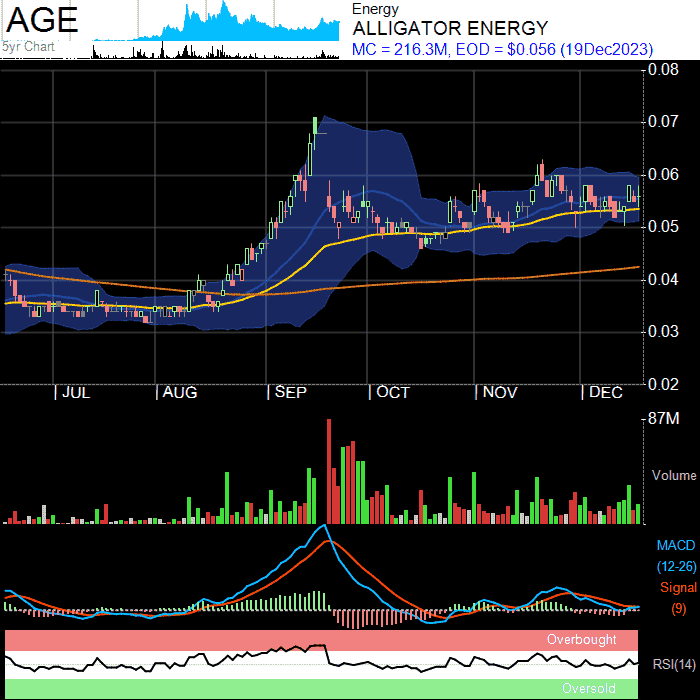 AGE
5yr Chart
Energy
ALLIGATOR ENERGY
MC = 216.3M, EOD = $0.056 (19Dec2023)
0.08
0.07
0.06
0.05
0.04
0.03
0.02
JUL AUG SEP OCT NOV DEC
87M
Volume
MACD
(12-26)
Signal
(9)
Overbought
RSI(14)
Oversold